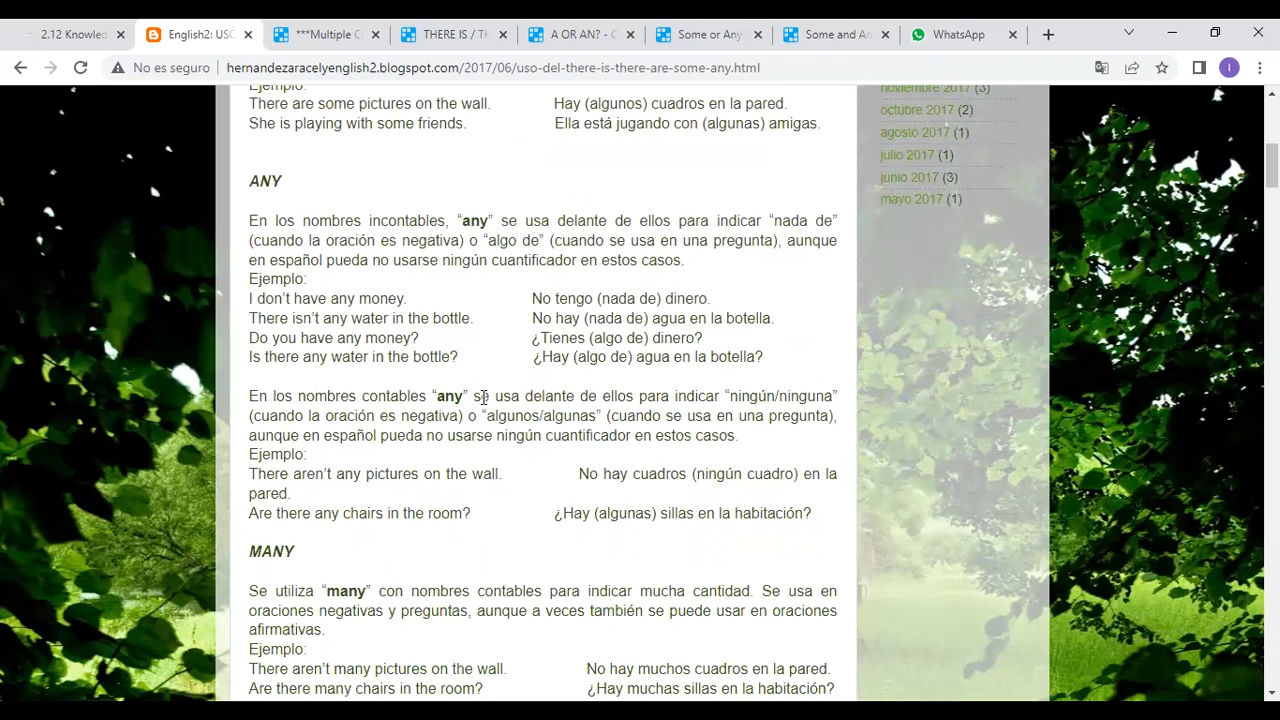 2.12 Knowled
English2: USC
***Multiple C
THERE IS / TH
A OR AN? - C
Some or Any
Some and An
WhatsApp
No es seguro
hernandezaracelyenglish2.blogspot.com/2017/06/uso-del-there-is-there-are-some-any.html
I
Ejemplo:
There are some pictures on the wall. Hay (algunos) cuadros en la pared.
She is playing with some friends. Ella está jugando con (algunas) amigas.
noviembre 2017 (3)
octubre 2017 (2)
agosto 2017 (1)
julio 2017 (1)
junio 2017 (3)
mayo 2017 (1)
ANY
En los nombres incontables, “any” se usa delante de ellos para indicar “nada de”
(cuando la oración es negativa) o “algo de” (cuando se usa en una pregunta), aunque
en español pueda no usarse ningún cuantificador en estos casos.
Ejemplo:
I don’t have any money. No tengo (nada de) dinero.
There isn’t any water in the bottle. No hay (nada de) agua en la botella.
Do you have any money? ¿Tienes (algo de) dinero?
Is there any water in the bottle? ¿Hay (algo de) agua en la botella?
En los nombres contables “any” se usa delante de ellos para indicar “ningún/ninguna”
(cuando la oración es negativa) o “algunos/algunas” (cuando se usa en una pregunta),
aunque en español pueda no usarse ningún cuantificador en estos casos.
Ejemplo:
There aren’t any pictures on the wall. No hay cuadros (ningún cuadro) en la
pared.
Are there any chairs in the room? ¿Hay (algunas) sillas en la habitación?
MANY
Se utiliza “many” con nombres contables para indicar mucha cantidad. Se usa en
oraciones negativas y preguntas, aunque a veces también se puede usar en oraciones
afirmativas.
Ejemplo:
There aren’t many pictures on the wall. No hay muchos cuadros en la pared.
Are there many chairs in the room? ¿Hay muchas sillas en la habitación?